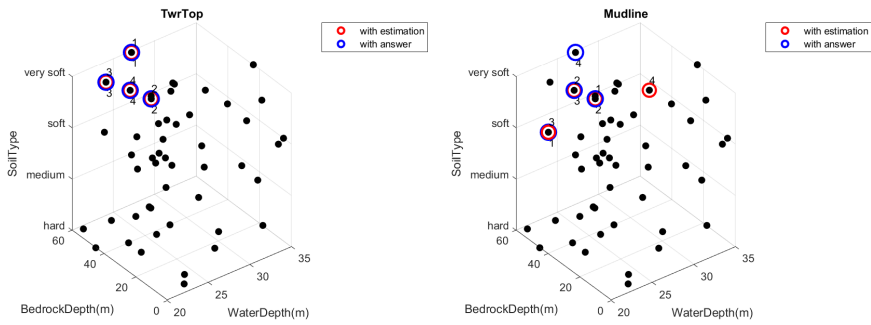 TwrTop
with estimation
with answer
1
1
3
3
4
4
2
2
very soft
soft
medium
hard
SoilType
60
40
20
0
BedrockDepth(m)
20
25
30
35
WaterDepth(m)
Mudline
with estimation
with answer
4
2
3
1
2
4
3
1
very soft
soft
medium
hard
SoilType
60
40
20
0
BedrockDepth(m)
20
25
30
35
WaterDepth(m)